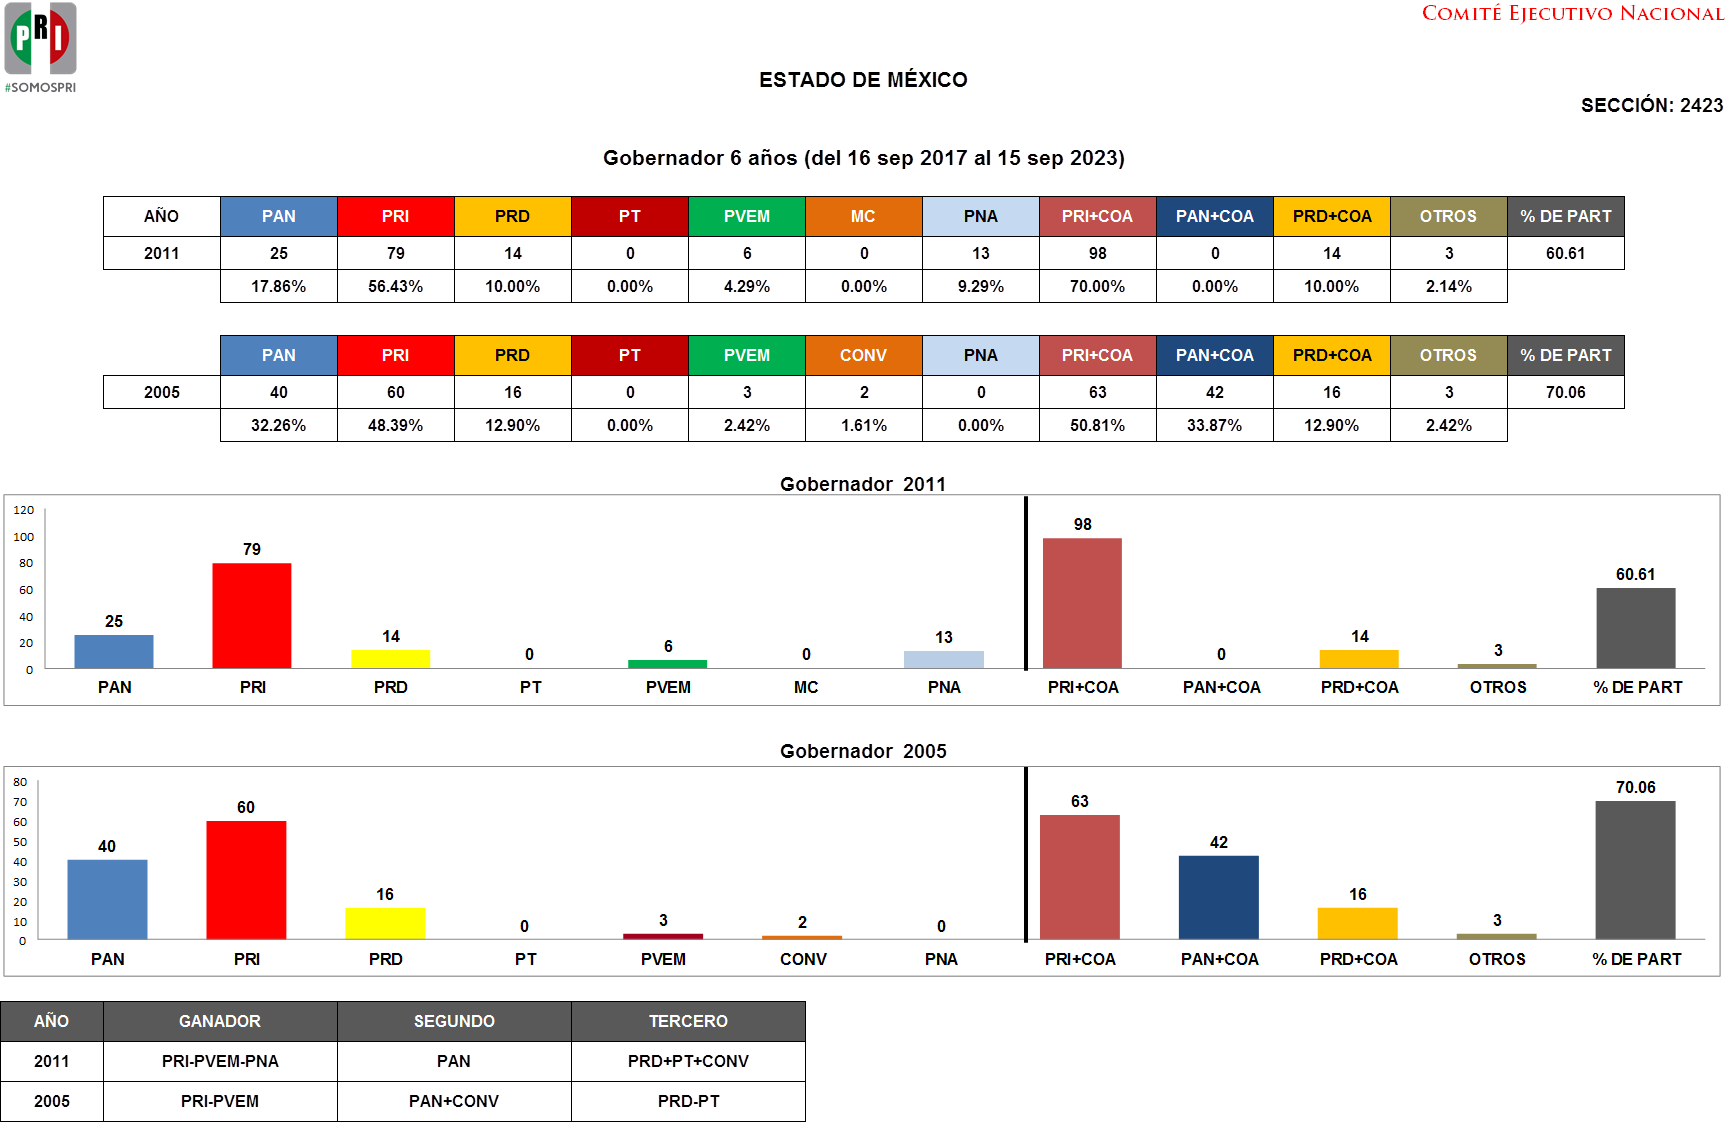 PRI
#SOMOSPRI
COMITÉ EJECUTIVO NACIONAL
ESTADO DE MÉXICO
SECCIÓN: 2423
Gobernador 6 años (del 16 sep 2017 al 15 sep 2023)
AÑO PAN PRI PRD PT PVEM MC PNA PRI+COA PAN+COA PRD+COA OTROS % DE PART
2011 25 79 14 0 6 0 13 98 0 14 3 60.61
17.86% 56.43% 10.00% 0.00% 4.29% 0.00% 9.29% 70.00% 0.00% 10.00% 2.14%
PAN PRI PRD PT PVEM CONV PNA PRI+COA PAN+COA PRD+COA OTROS % DE PART
2005 40 60 16 0 3 2 0 63 42 16 3 70.06
32.26% 48.39% 12.90% 0.00% 2.42% 1.61% 0.00% 50.81% 33.87% 12.90% 2.42%
Gobernador 2011
120
100
80
60
40
20
0
25 79 14 0 6 0 13 98 0 14 3 60.61
PAN PRI PRD PT PVEM MC PNA PRI+COA PAN+COA PRD+COA OTROS % DE PART
Gobernador 2005
80
70
60
50
40
30
20
10
0
40 60 16 0 3 2 0 63 42 16 3 70.06
PAN PRI PRD PT PVEM CONV PNA PRI+COA PAN+COA PRD+COA OTROS % DE PART
AÑO GANADOR SEGUNDO TERCERO
2011 PRI-PVEM-PNA PAN PRD+PT+CONV
2005 PRI-PVEM PAN+CONV PRD-PT